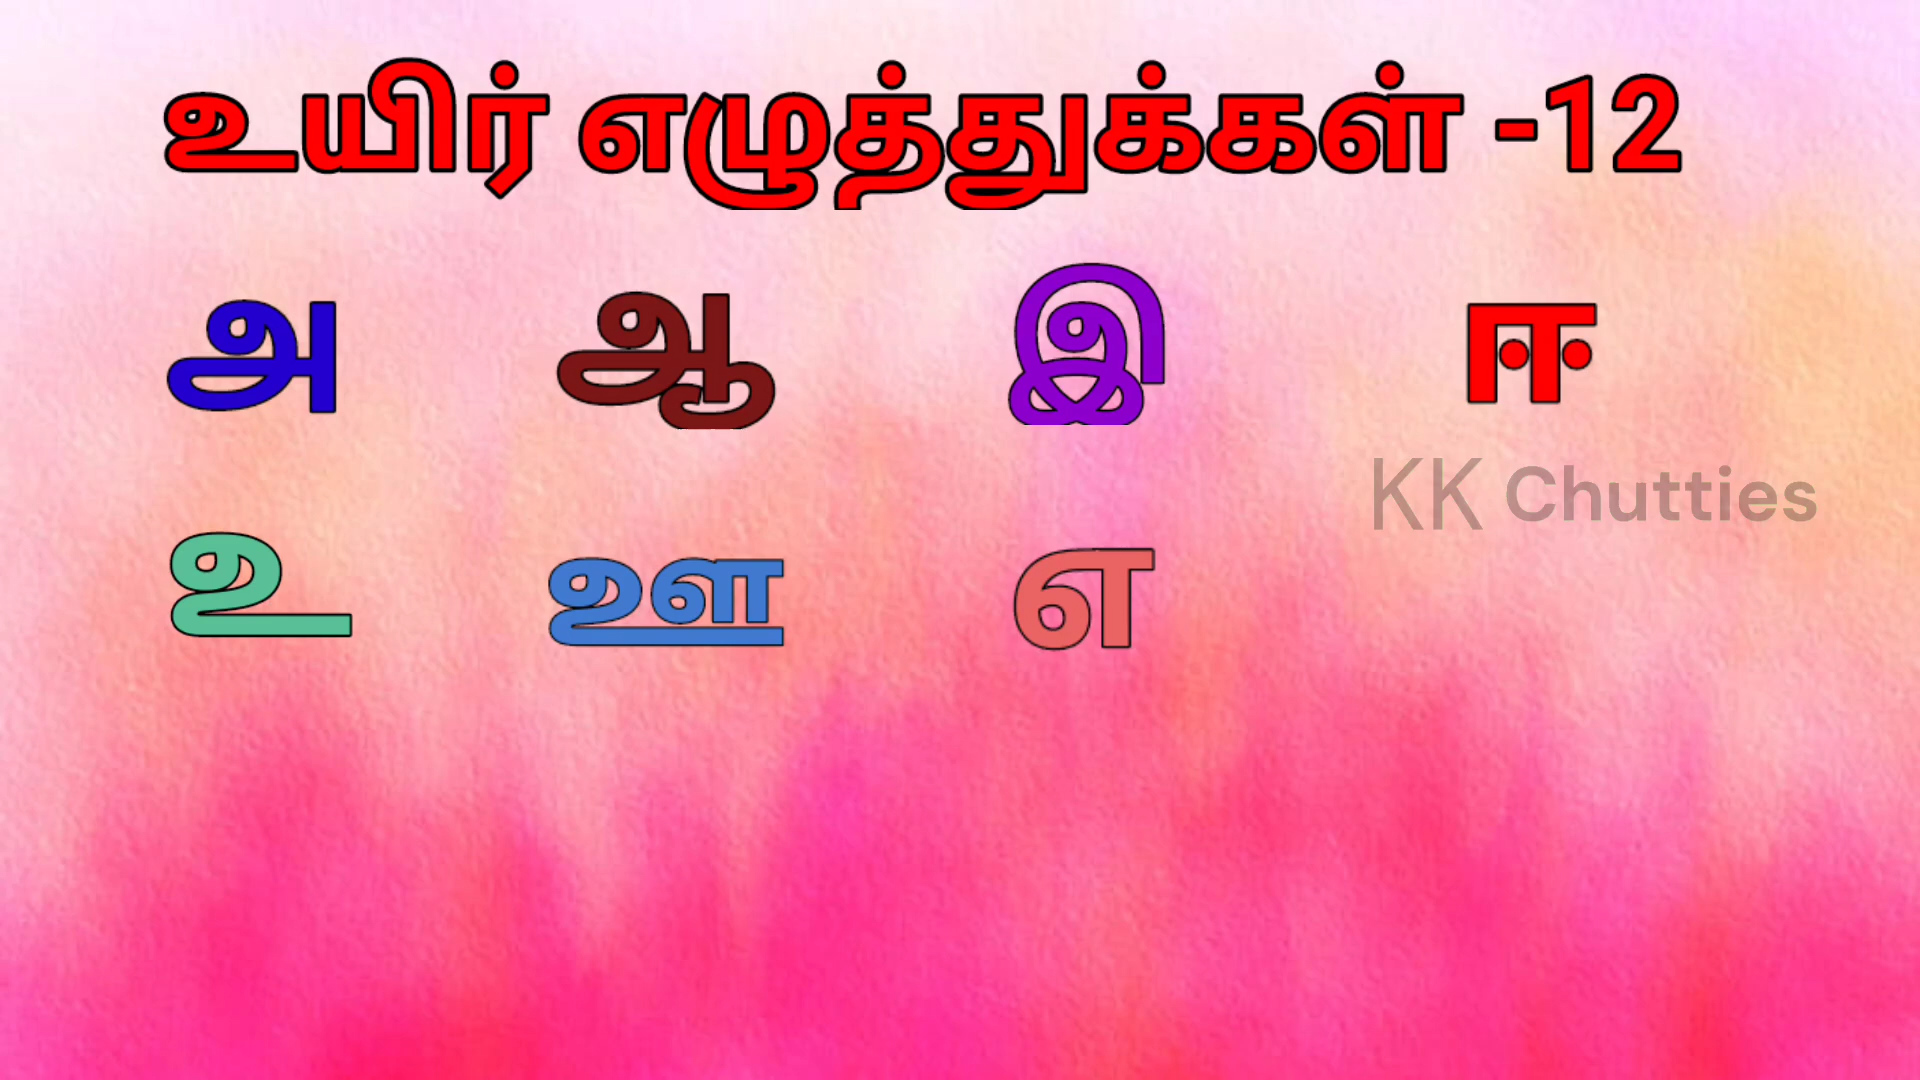 உயிர் எழுத்துக்கள் -12
அ ஆ இ ஈ
KK Chutties
உ ஊ எ